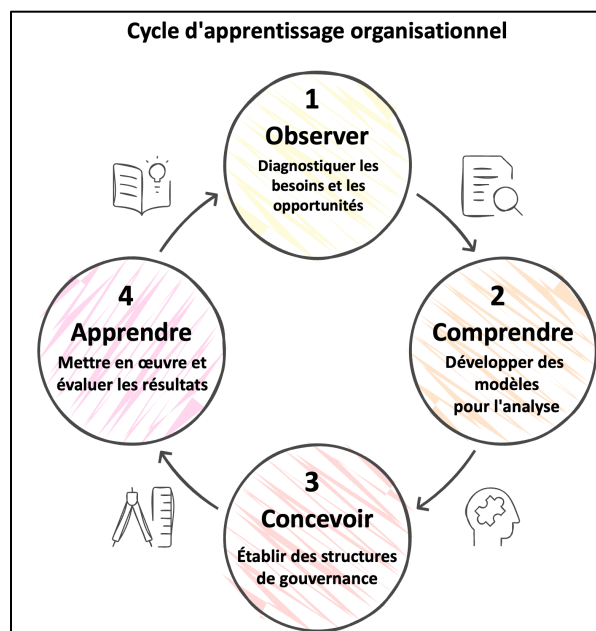 Cycle d'apprentissage organisationnel
1
Observer
Diagnostiquer les
besoins et les
opportunités
2
Comprendre
Développer des
modèles
pour l'analyse
3
Concevoir
Établir des structures
de gouvernance
4
Apprendre
Mettre en œuvre et
évaluer les résultats